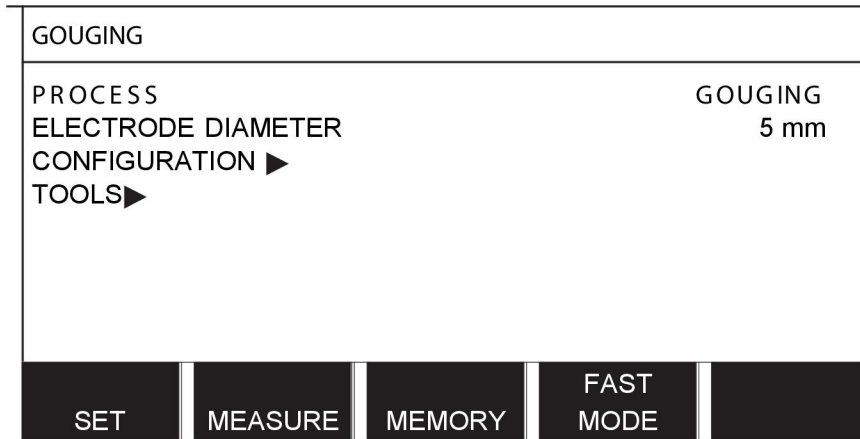 GOUGING
PROCESS GOUGING
ELECTRODE DIAMETER 5 mm
CONFIGURATION ▶
TOOLS▶
SET MEASURE MEMORY FAST MODE